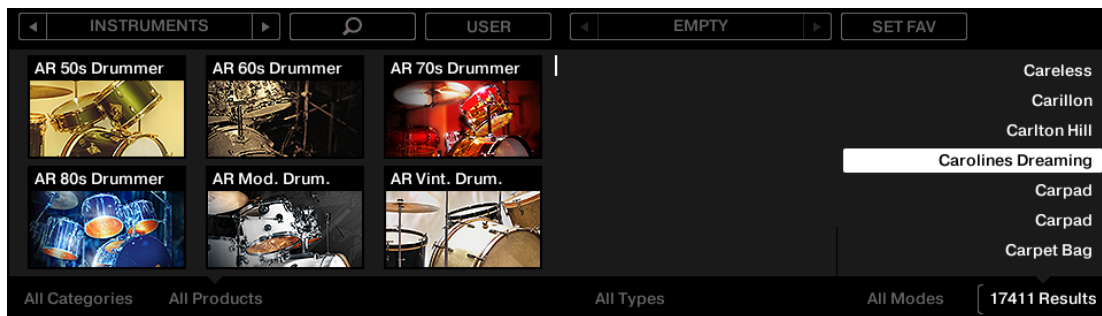 INSTRUMENTS USER EMPTY SET FAV
AR 50s Drummer AR 60s Drummer AR 70s Drummer
AR 80s Drummer AR Mod. Drum. AR Vint. Drum.
Careless
Carillon
Carlton Hill
Carolines Dreaming
Carpad
Carpad
Carpet Bag
All Categories All Products All Types All Modes 17411 Results